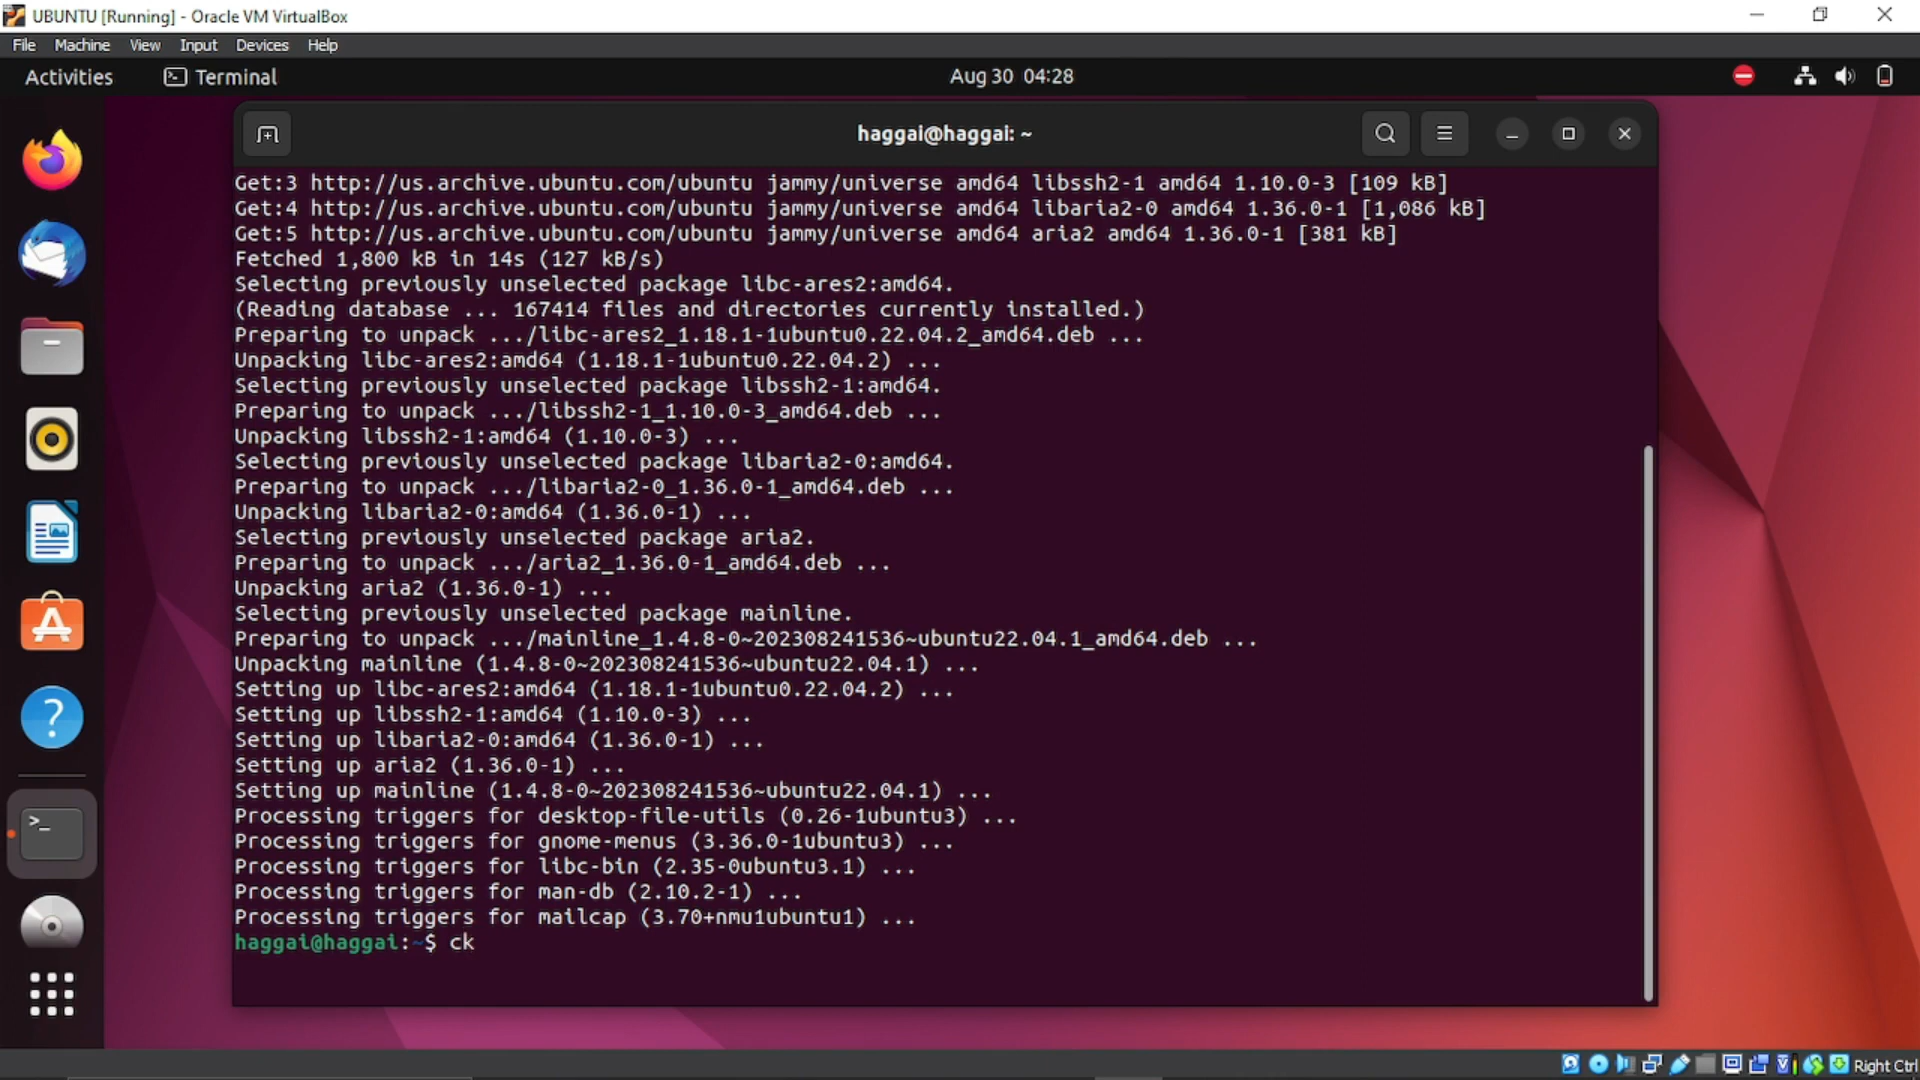 UBUNTU [Running] - Oracle VM VirtualBox
File Machine View Input Devices Help
Activities Terminal Aug 30 04:28
haggai@haggai: ~
Get:3 http://us.archive.ubuntu.com/ubuntu jammy/universe amd64 libssh2-1 amd64 1.10.0-3 [109 kB]
Get:4 http://us.archive.ubuntu.com/ubuntu jammy/universe amd64 libaria2-0 amd64 1.36.0-1 [1,086 kB]
Get:5 http://us.archive.ubuntu.com/ubuntu jammy/universe amd64 aria2 amd64 1.36.0-1 [381 kB]
Fetched 1,800 kB in 14s (127 kB/s)
Selecting previously unselected package libc-ares2:amd64.
(Reading database ... 167414 files and directories currently installed.)
Preparing to unpack .../libc-ares2_1.18.1-1ubuntu0.22.04.2_amd64.deb ...
Unpacking libc-ares2:amd64 (1.18.1-1ubuntu0.22.04.2) ...
Selecting previously unselected package libssh2-1:amd64.
Preparing to unpack .../libssh2-1_1.10.0-3_amd64.deb ...
Unpacking libssh2-1:amd64 (1.10.0-3) ...
Selecting previously unselected package libaria2-0:amd64.
Preparing to unpack .../libaria2-0_1.36.0-1_amd64.deb ...
Unpacking libaria2-0:amd64 (1.36.0-1) ...
Selecting previously unselected package aria2.
Preparing to unpack .../aria2_1.36.0-1_amd64.deb ...
Unpacking aria2 (1.36.0-1) ...
Selecting previously unselected package mainline.
Preparing to unpack .../mainline_1.4.8-0~202308241536~ubuntu22.04.1_amd64.deb ...
Unpacking mainline (1.4.8-0~202308241536~ubuntu22.04.1) ...
Setting up libc-ares2:amd64 (1.18.1-1ubuntu0.22.04.2) ...
Setting up libssh2-1:amd64 (1.10.0-3) ...
Setting up libaria2-0:amd64 (1.36.0-1) ...
Setting up aria2 (1.36.0-1) ...
Setting up mainline (1.4.8-0~202308241536~ubuntu22.04.1) ...
Processing triggers for desktop-file-utils (0.26-1ubuntu3) ...
Processing triggers for gnome-menus (3.36.0-1ubuntu3) ...
Processing triggers for libc-bin (2.35-0ubuntu3.1) ...
Processing triggers for man-db (2.10.2-1) ...
Processing triggers for mailcap (3.70+nmu1ubuntu1) ...
haggai@haggai:~$ ck
Right Ctrl